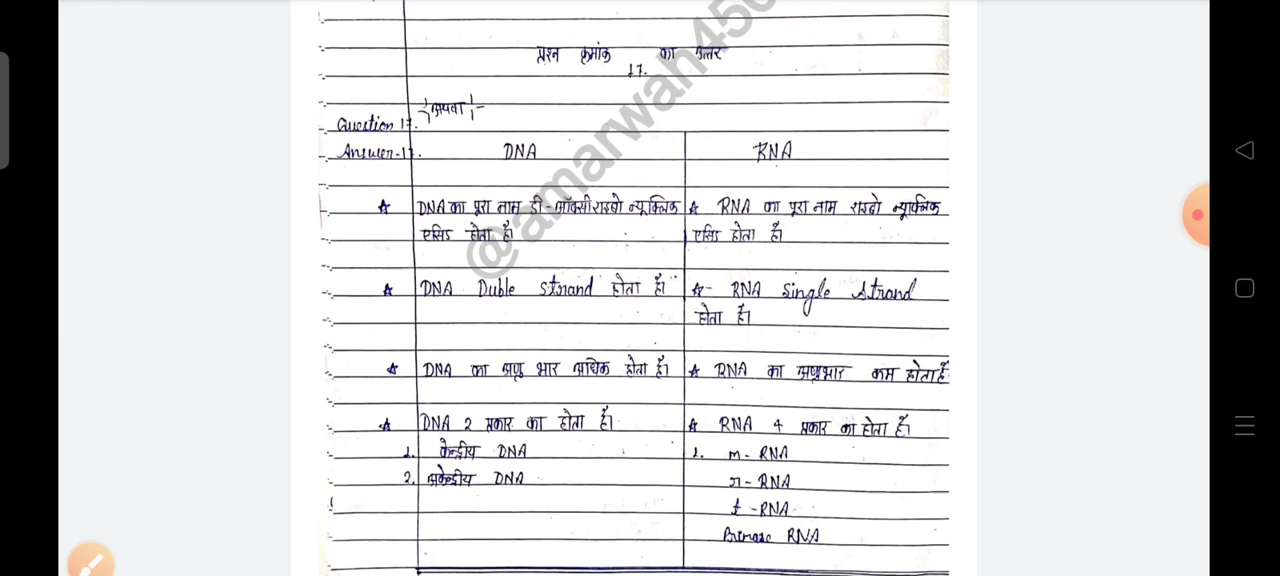 प्रश्न क्रमांक का उत्तर
17.
अथवा
Question 17.
Answer-17. DNA RNA
DNA का पूरा नाम डी-ऑक्सीराइबो न्यूक्लिक ☆ RNA का पूरा नाम राइबो न्यूक्लिक
एसिड होता है। एसिड होता है।
☆ DNA Duble strand होता है। ☆- RNA Single strand
होता है।
☆ DNA का अणु भार अधिक होता है। ☆ RNA का अणुभार कम होता है
☆ DNA 2 प्रकार का होता है। ☆ RNA 4 प्रकार का होता है।
1. केन्द्रीय DNA 1. m-RNA
2. अकेन्द्रीय DNA r-RNA
t-RNA
RNA
@amarwah456